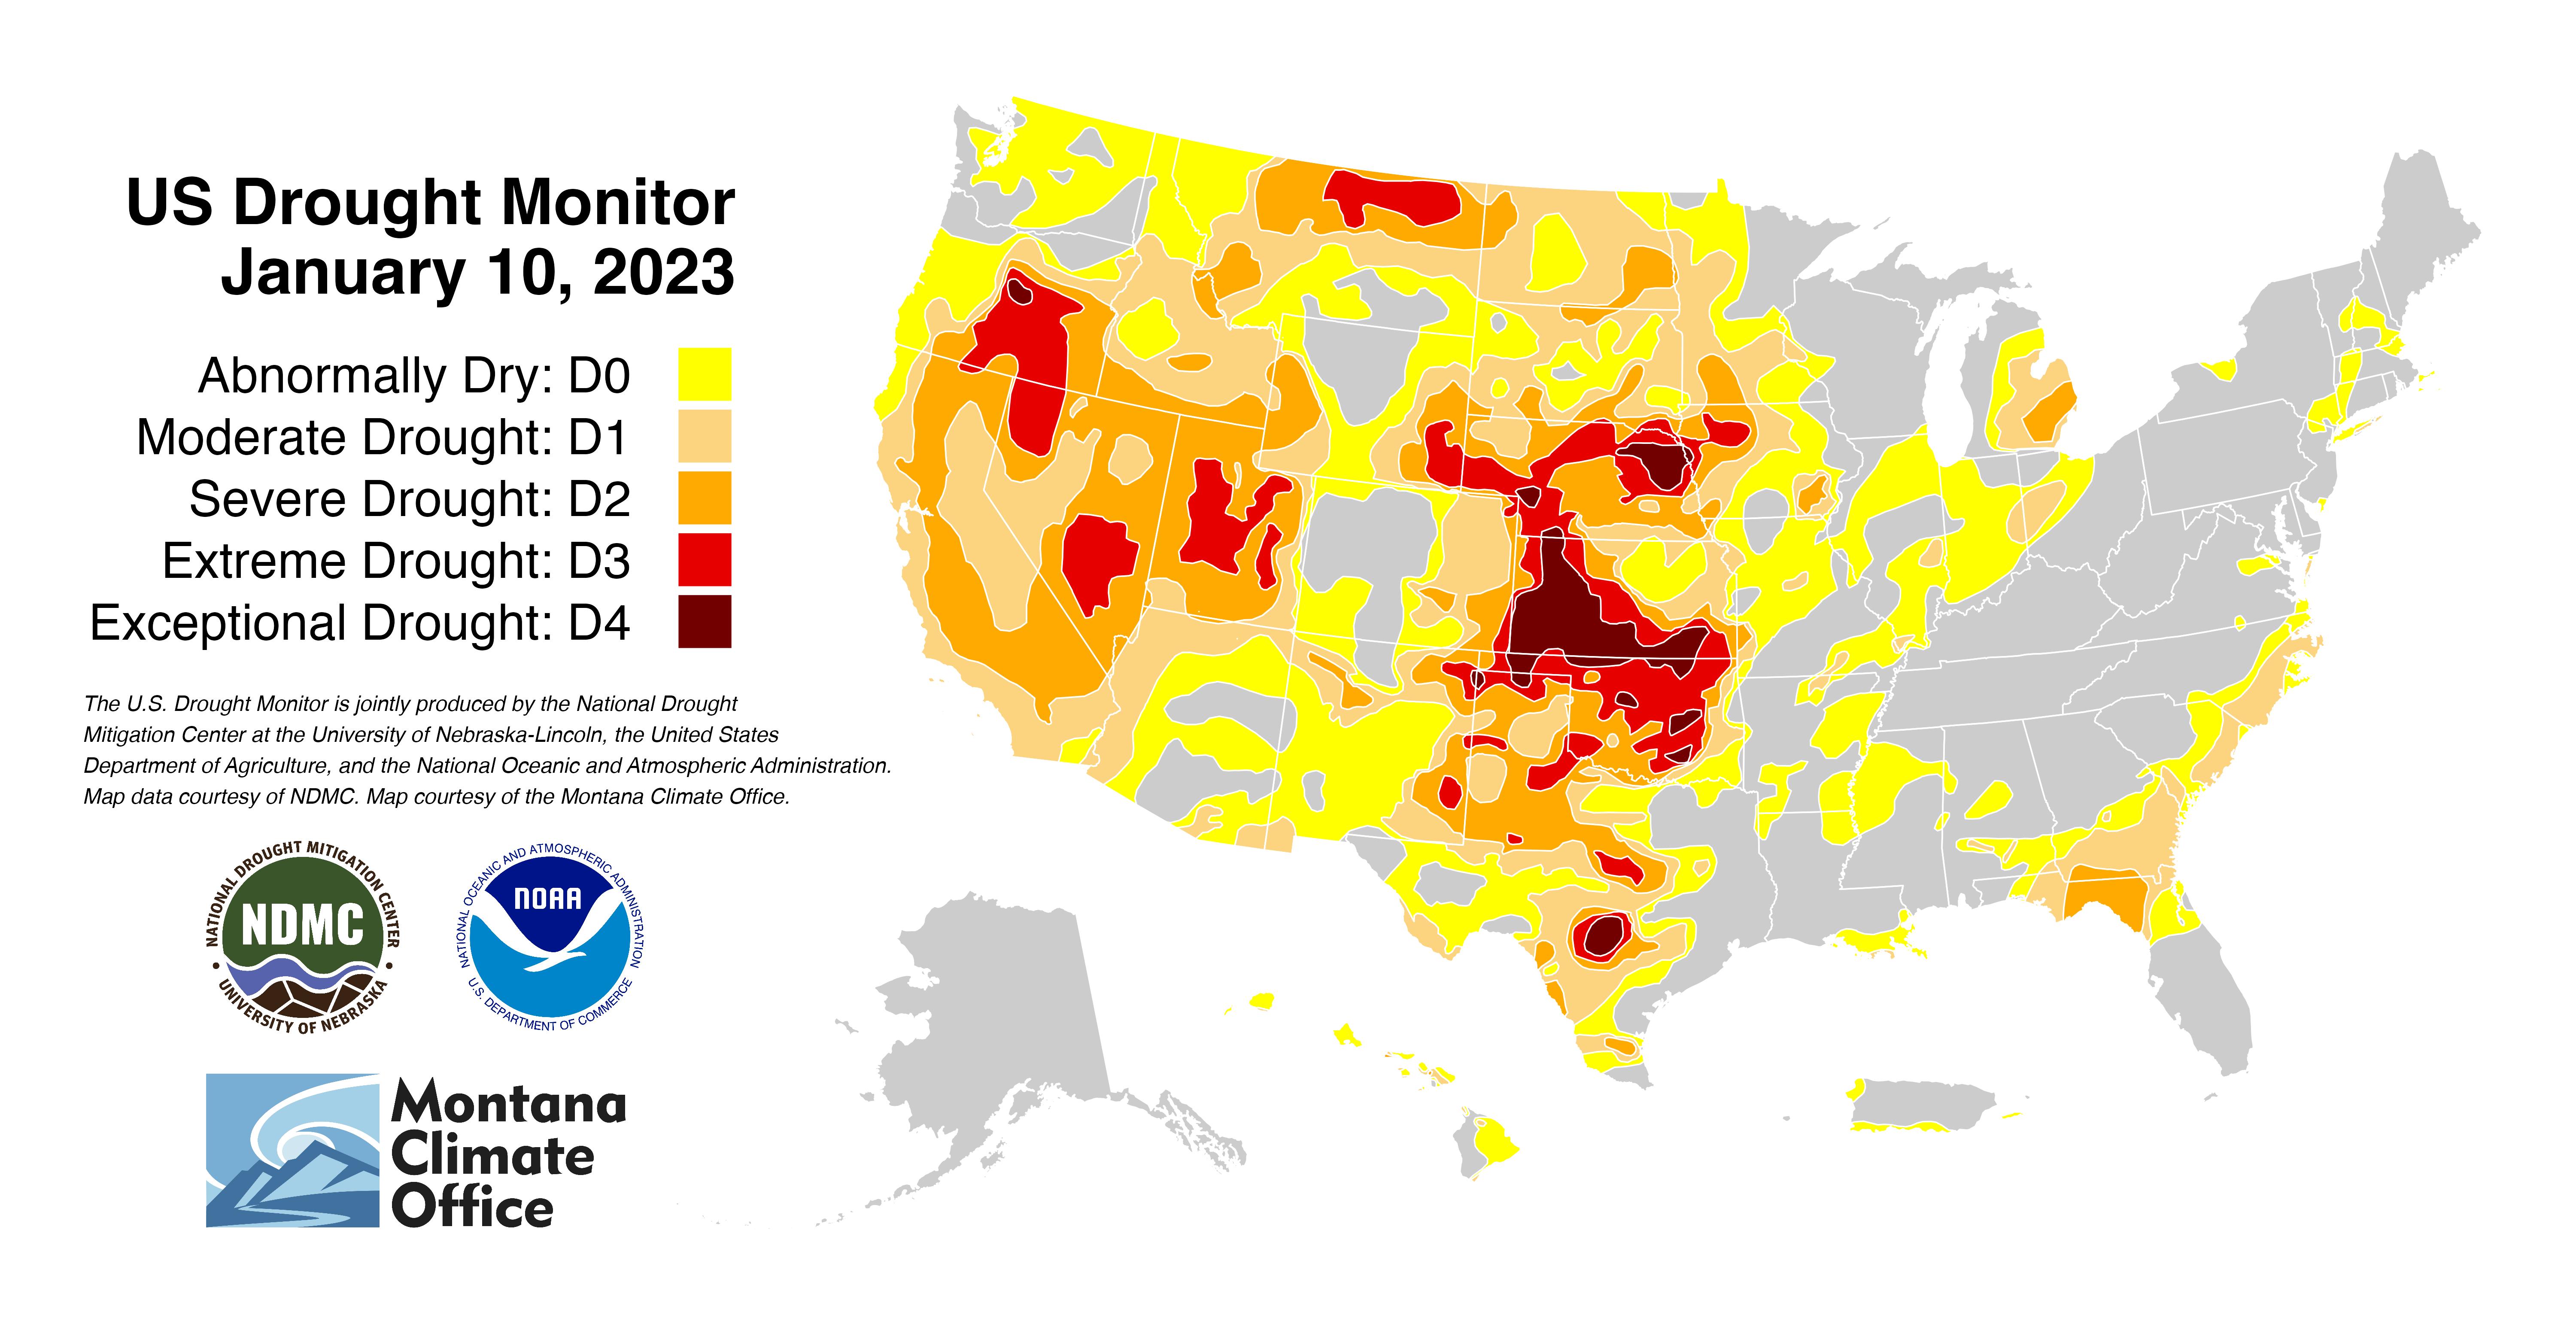 US Drought Monitor
January 10, 2023
Abnormally Dry: D0
Moderate Drought: D1
Severe Drought: D2
Extreme Drought: D3
Exceptional Drought: D4
The U.S. Drought Monitor is jointly produced by the National Drought
Mitigation Center at the University of Nebraska-Lincoln, the United States
Department of Agriculture, and the National Oceanic and Atmospheric Administration.
Map data courtesy of NDMC. Map courtesy of the Montana Climate Office.
NATIONAL DROUGHT MITIGATION CENTER
NDMC
• UNIVERSITY OF NEBRASKA •
NATIONAL OCEANIC AND ATMOSPHERIC ADMINISTRATION
NOAA
U.S. DEPARTMENT OF COMMERCE
Montana
Climate
Office